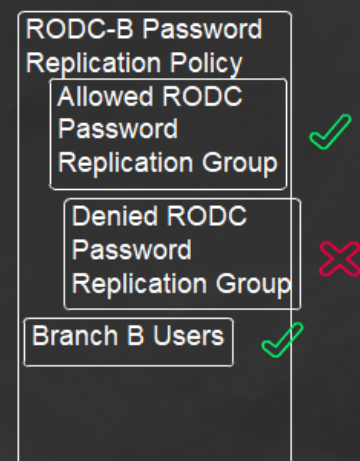 RODC-B Password
Replication Policy
Allowed RODC
Password
Replication Group
Denied RODC
Password
Replication Group
Branch B Users